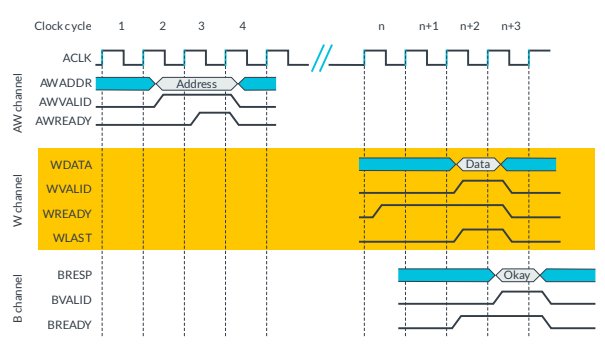 Clock cycle 1 2 3 4 n n+1 n+2 n+3
ACLK
AW channel
AWADDR Address
AWVALID
AWREADY
W channel
WDATA Data
WVALID
WREADY
WLAST
B channel
BRESP Okay
BVALID
BREADY